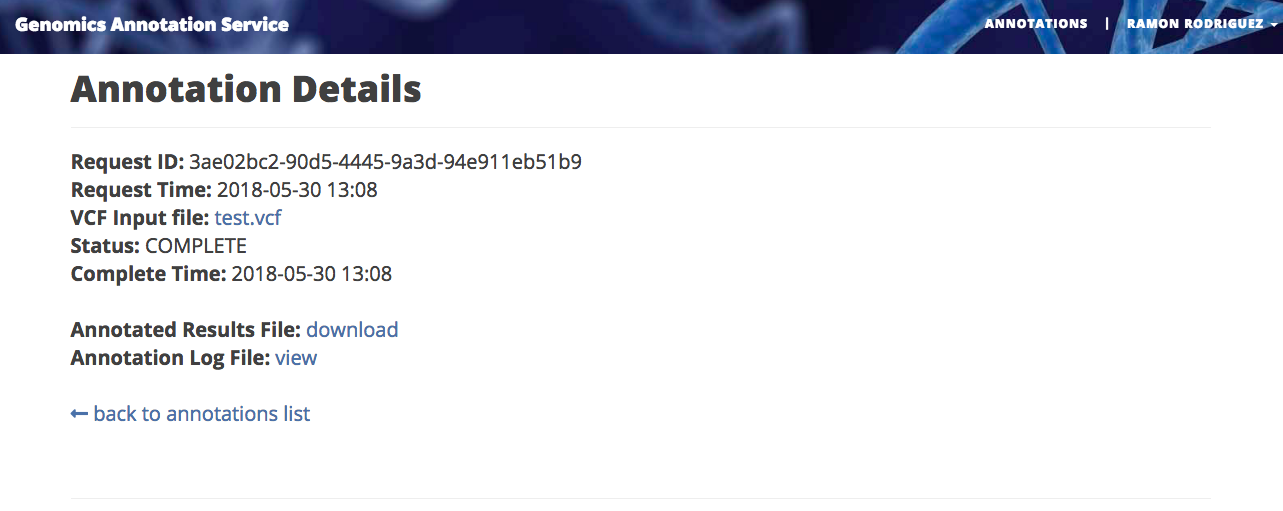 Genomics Annotation Service
ANNOTATIONS | RAMON RODRIGUEZ
Annotation Details
Request ID: 3ae02bc2-90d5-4445-9a3d-94e911eb51b9
Request Time: 2018-05-30 13:08
VCF Input file: test.vcf
Status: COMPLETE
Complete Time: 2018-05-30 13:08
Annotated Results File: download
Annotation Log File: view
← back to annotations list